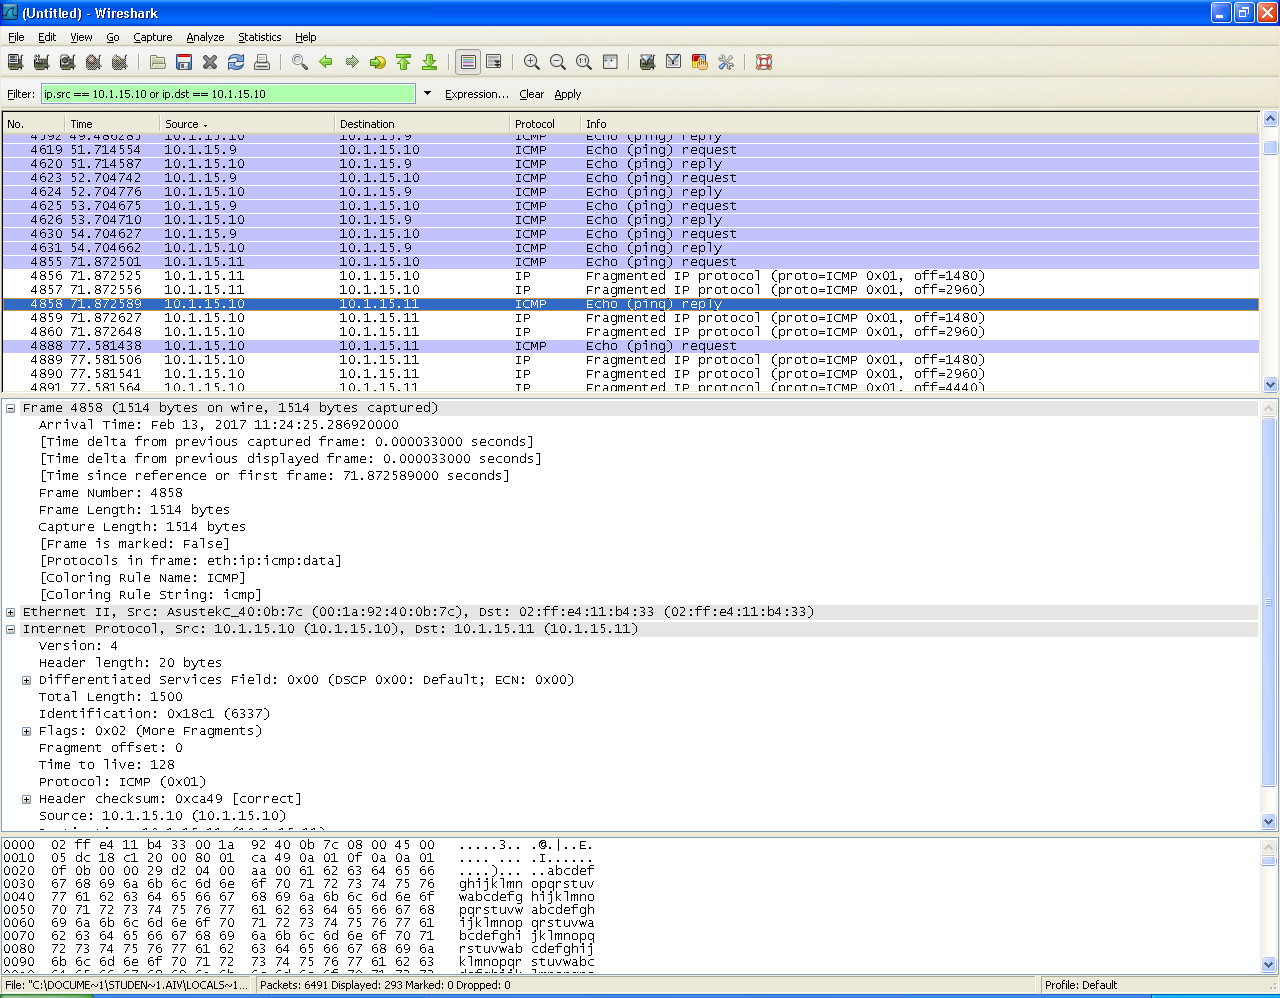 (Untitled) - Wireshark
File Edit View Go Capture Analyze Statistics Help
Filter: ip.src == 10.1.15.10 or ip.dst == 10.1.15.10 Expression... Clear Apply
No. Time Source Destination Protocol Info
4592 49.486285 10.1.15.10 10.1.15.9 ICMP Echo (ping) reply
4619 51.714554 10.1.15.9 10.1.15.10 ICMP Echo (ping) request
4620 51.714587 10.1.15.10 10.1.15.9 ICMP Echo (ping) reply
4623 52.704742 10.1.15.9 10.1.15.10 ICMP Echo (ping) request
4624 52.704776 10.1.15.10 10.1.15.9 ICMP Echo (ping) reply
4625 53.704675 10.1.15.9 10.1.15.10 ICMP Echo (ping) request
4626 53.704710 10.1.15.10 10.1.15.9 ICMP Echo (ping) reply
4630 54.704627 10.1.15.9 10.1.15.10 ICMP Echo (ping) request
4631 54.704662 10.1.15.10 10.1.15.9 ICMP Echo (ping) reply
4855 71.872501 10.1.15.11 10.1.15.10 ICMP Echo (ping) request
4856 71.872525 10.1.15.11 10.1.15.10 IP Fragmented IP protocol (proto=ICMP 0x01, off=1480)
4857 71.872556 10.1.15.11 10.1.15.10 IP Fragmented IP protocol (proto=ICMP 0x01, off=2960)
4858 71.872589 10.1.15.10 10.1.15.11 ICMP Echo (ping) reply
4859 71.872627 10.1.15.10 10.1.15.11 IP Fragmented IP protocol (proto=ICMP 0x01, off=1480)
4860 71.872648 10.1.15.10 10.1.15.11 IP Fragmented IP protocol (proto=ICMP 0x01, off=2960)
4888 77.581438 10.1.15.10 10.1.15.11 ICMP Echo (ping) request
4889 77.581506 10.1.15.10 10.1.15.11 IP Fragmented IP protocol (proto=ICMP 0x01, off=1480)
4890 77.581541 10.1.15.10 10.1.15.11 IP Fragmented IP protocol (proto=ICMP 0x01, off=2960)
4891 77.581564 10.1.15.10 10.1.15.11 IP Fragmented IP protocol (proto=ICMP 0x01, off=4440)
Frame 4858 (1514 bytes on wire, 1514 bytes captured)
Arrival Time: Feb 13, 2017 11:24:25.286920000
[Time delta from previous captured frame: 0.000033000 seconds]
[Time delta from previous displayed frame: 0.000033000 seconds]
[Time since reference or first frame: 71.872589000 seconds]
Frame Number: 4858
Frame Length: 1514 bytes
Capture Length: 1514 bytes
[Frame is marked: False]
[Protocols in frame: eth:ip:icmp:data]
[Coloring Rule Name: ICMP]
[Coloring Rule String: icmp]
Ethernet II, Src: AsustekC_40:0b:7c (00:1a:92:40:0b:7c), Dst: 02:ff:e4:11:b4:33 (02:ff:e4:11:b4:33)
Internet Protocol, Src: 10.1.15.10 (10.1.15.10), Dst: 10.1.15.11 (10.1.15.11)
Version: 4
Header length: 20 bytes
Differentiated Services Field: 0x00 (DSCP 0x00: Default; ECN: 0x00)
Total Length: 1500
Identification: 0x18c1 (6337)
Flags: 0x02 (More Fragments)
Fragment offset: 0
Time to live: 128
Protocol: ICMP (0x01)
Header checksum: 0xca49 [correct]
Source: 10.1.15.10 (10.1.15.10)
0000 02 ff e4 11 b4 33 00 1a 92 40 0b 7c 08 00 45 00 .....3.. .@.|..E.
0010 05 dc 18 c1 20 00 80 01 ca 49 0a 01 0f 0a 0a 01 .... ... .I......
0020 0f 0b 00 00 29 d2 04 00 aa 00 61 62 63 64 65 66 ....)... ..abcdef
0030 67 68 69 6a 6b 6c 6d 6e 6f 70 71 72 73 74 75 76 ghijklmn opqrstuv
0040 77 61 62 63 64 65 66 67 68 69 6a 6b 6c 6d 6e 6f wabcdefg hijklmno
0050 70 71 72 73 74 75 76 77 61 62 63 64 65 66 67 68 pqrstuvw abcdefgh
0060 69 6a 6b 6c 6d 6e 6f 70 71 72 73 74 75 76 77 61 ijklmnop qrstuvwa
0070 62 63 64 65 66 67 68 69 6a 6b 6c 6d 6e 6f 70 71 bcdefghi jklmnopq
0080 72 73 74 75 76 77 61 62 63 64 65 66 67 68 69 6a rstuvwab cdefghij
0090 6b 6c 6d 6e 6f 70 71 72 73 74 75 76 77 61 62 63 klmnopqr stuvwabc
File: "C:\DOCUME~1\STUDEN~1.AIV\LOCALS~1... Packets: 6491 Displayed: 293 Marked: 0 Dropped: 0 Profile: Default